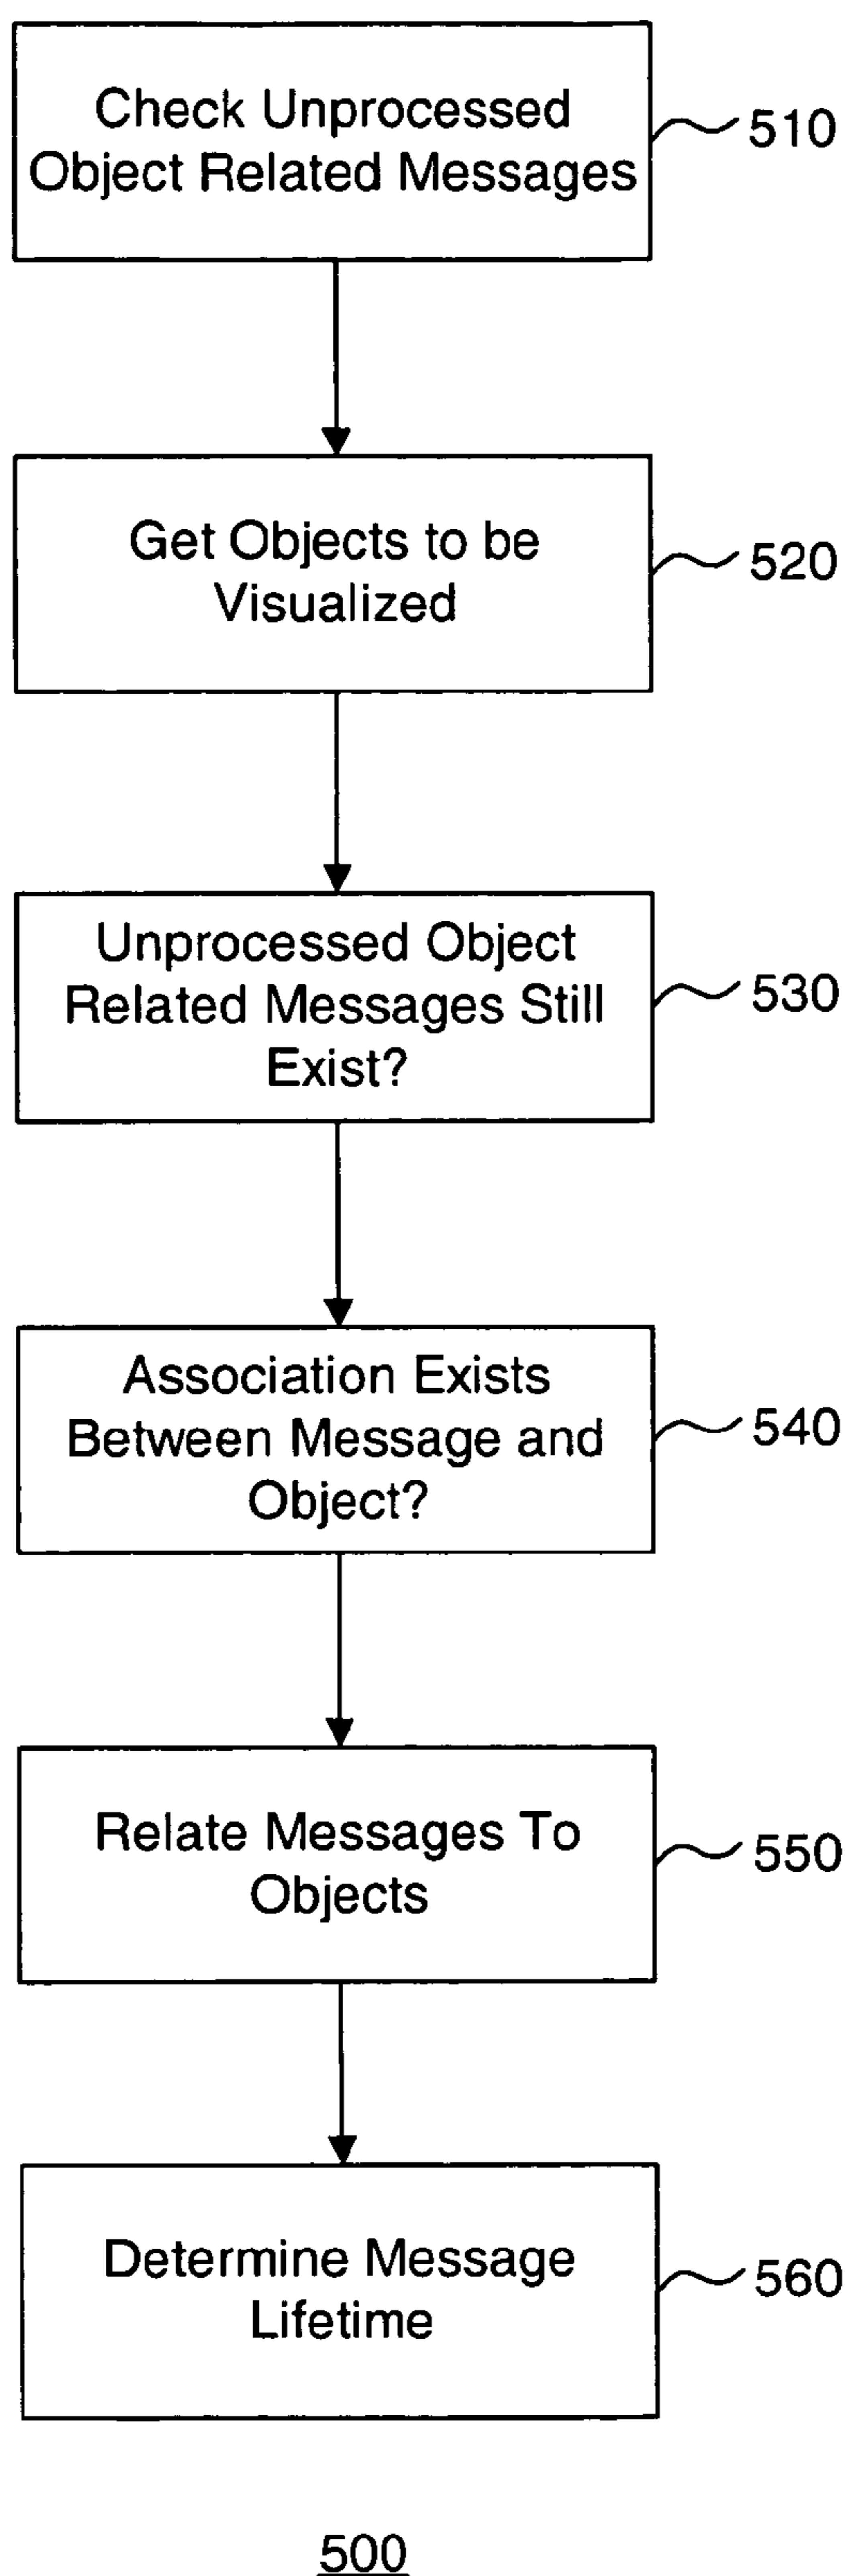 Check Unprocessed
Object Related Messages
510
Get Objects to be
Visualized
520
Unprocessed Object
Related Messages Still
Exist?
530
Association Exists
Between Message and
Object?
540
Relate Messages To
Objects
550
Determine Message
Lifetime
560
500